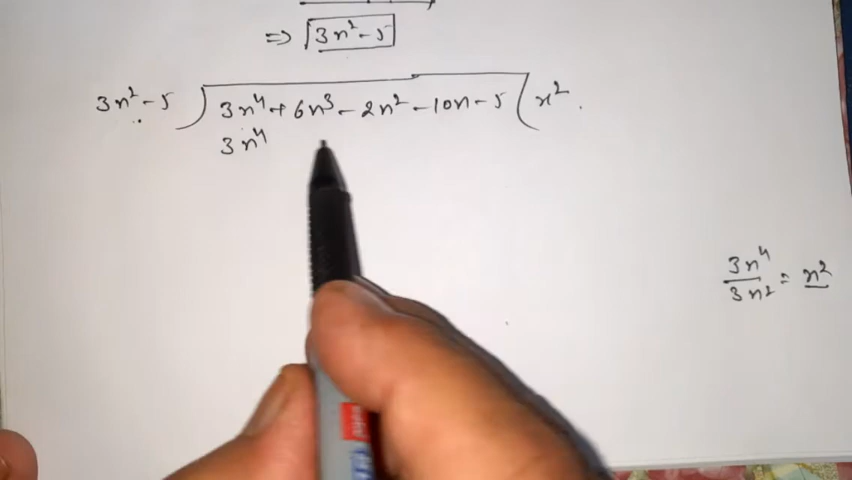 ⇒ 3x² - 5
3x² - 5 ) 3x⁴ + 6x³ - 2x² - 10x - 5 ( x²
3x⁴
3x⁴/3x² = x²